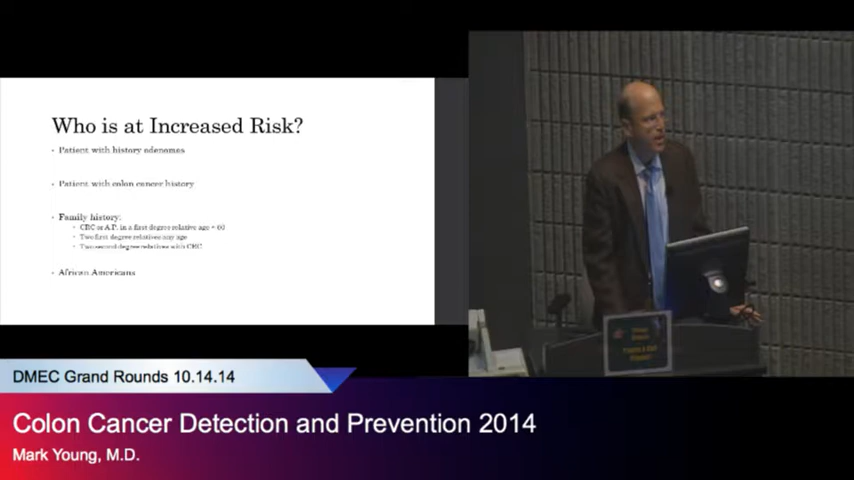 Who is at Increased Risk?
• Patient with history adenomas
• Patient with colon cancer history
• Family history:
• CRC or A.P. in a first degree relative age < 60
• Two first degree relatives any age
• Two second degree relatives with CRC
• African Americans
DMEC Grand Rounds 10.14.14
Colon Cancer Detection and Prevention 2014
Mark Young, M.D.